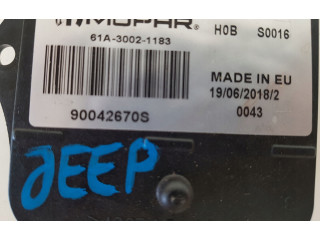 MOPAR H0B S0016
61A-3002-1183
MADE IN EU
19/06/2018/2
90042670S 0043
JEEP